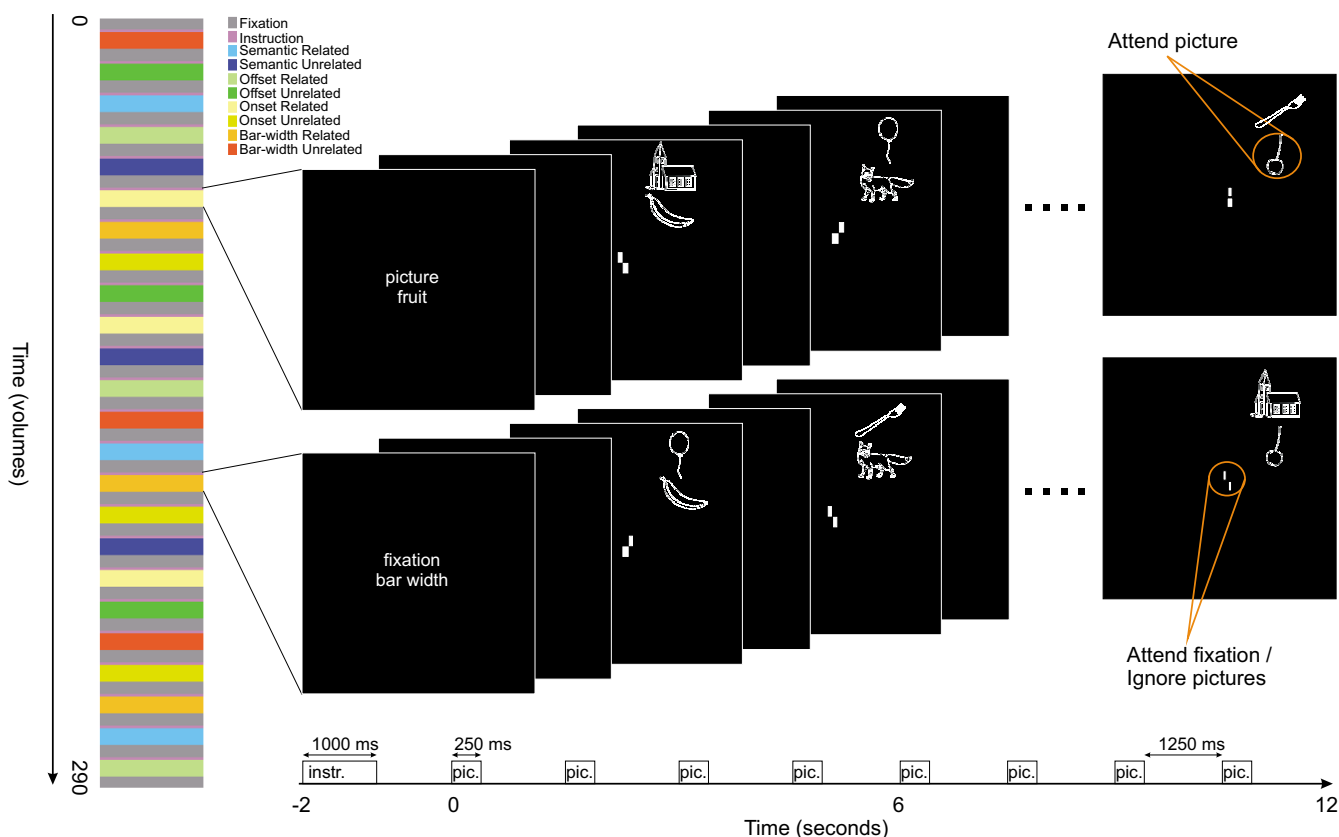 0
Fixation
Instruction
Semantic Related
Semantic Unrelated
Offset Related
Offset Unrelated
Onset Related
Onset Unrelated
Bar-width Related
Bar-width Unrelated
Time (volumes)
290
Attend picture
picture
fruit
fixation
bar width
Attend fixation /
Ignore pictures
1000 ms
250 ms
1250 ms
instr.
pic.
pic.
pic.
pic.
pic.
pic.
pic.
pic.
-2
0
6
12
Time (seconds)